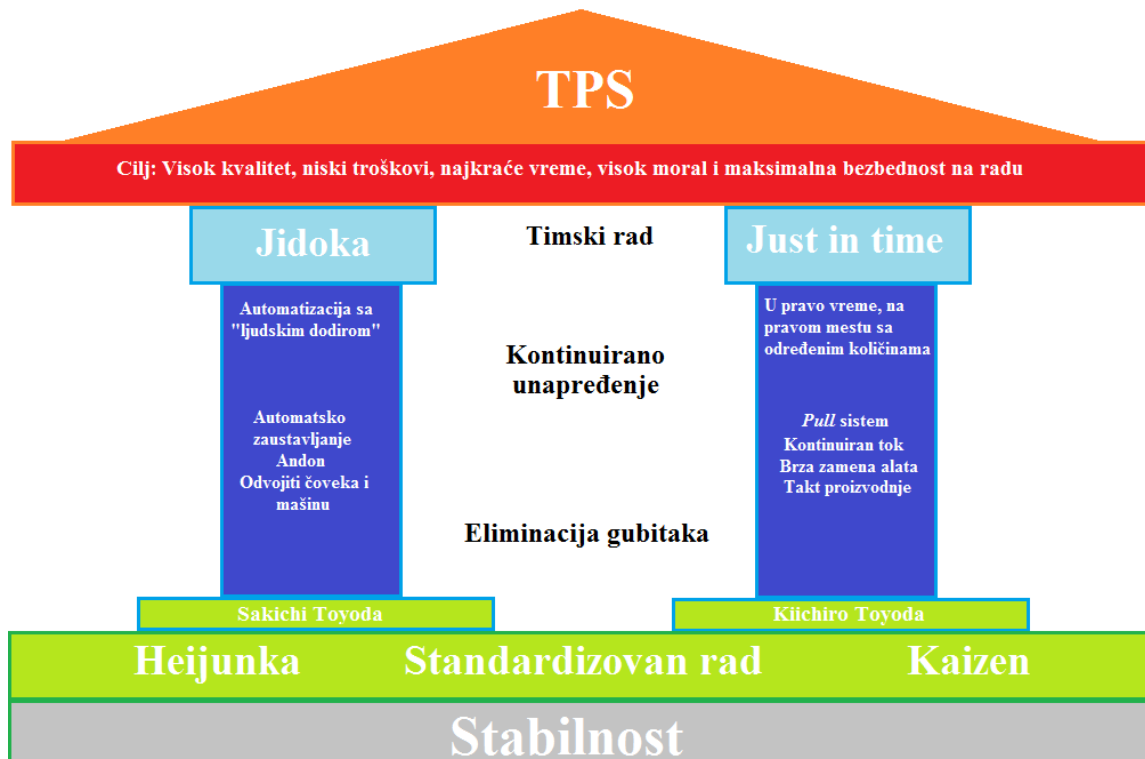 TPS
Cilj: Visok kvalitet, niski troškovi, najkraće vreme, visok moral i maksimalna bezbednost na radu
Jidoka
Automatizacija sa
"ljudskim dodirom"
Automatsko
zaustavljanje
Andon
Odvojiti čoveka i
mašinu
Sakichi Toyoda
Timski rad
Kontinuirano
unapređenje
Eliminacija gubitaka
Just in time
U pravo vreme, na
pravom mestu sa
određenim količinama
Pull sistem
Kontinuiran tok
Brza zamena alata
Takt proizvodnje
Kiichiro Toyoda
Heijunka Standardizovan rad Kaizen
Stabilnost